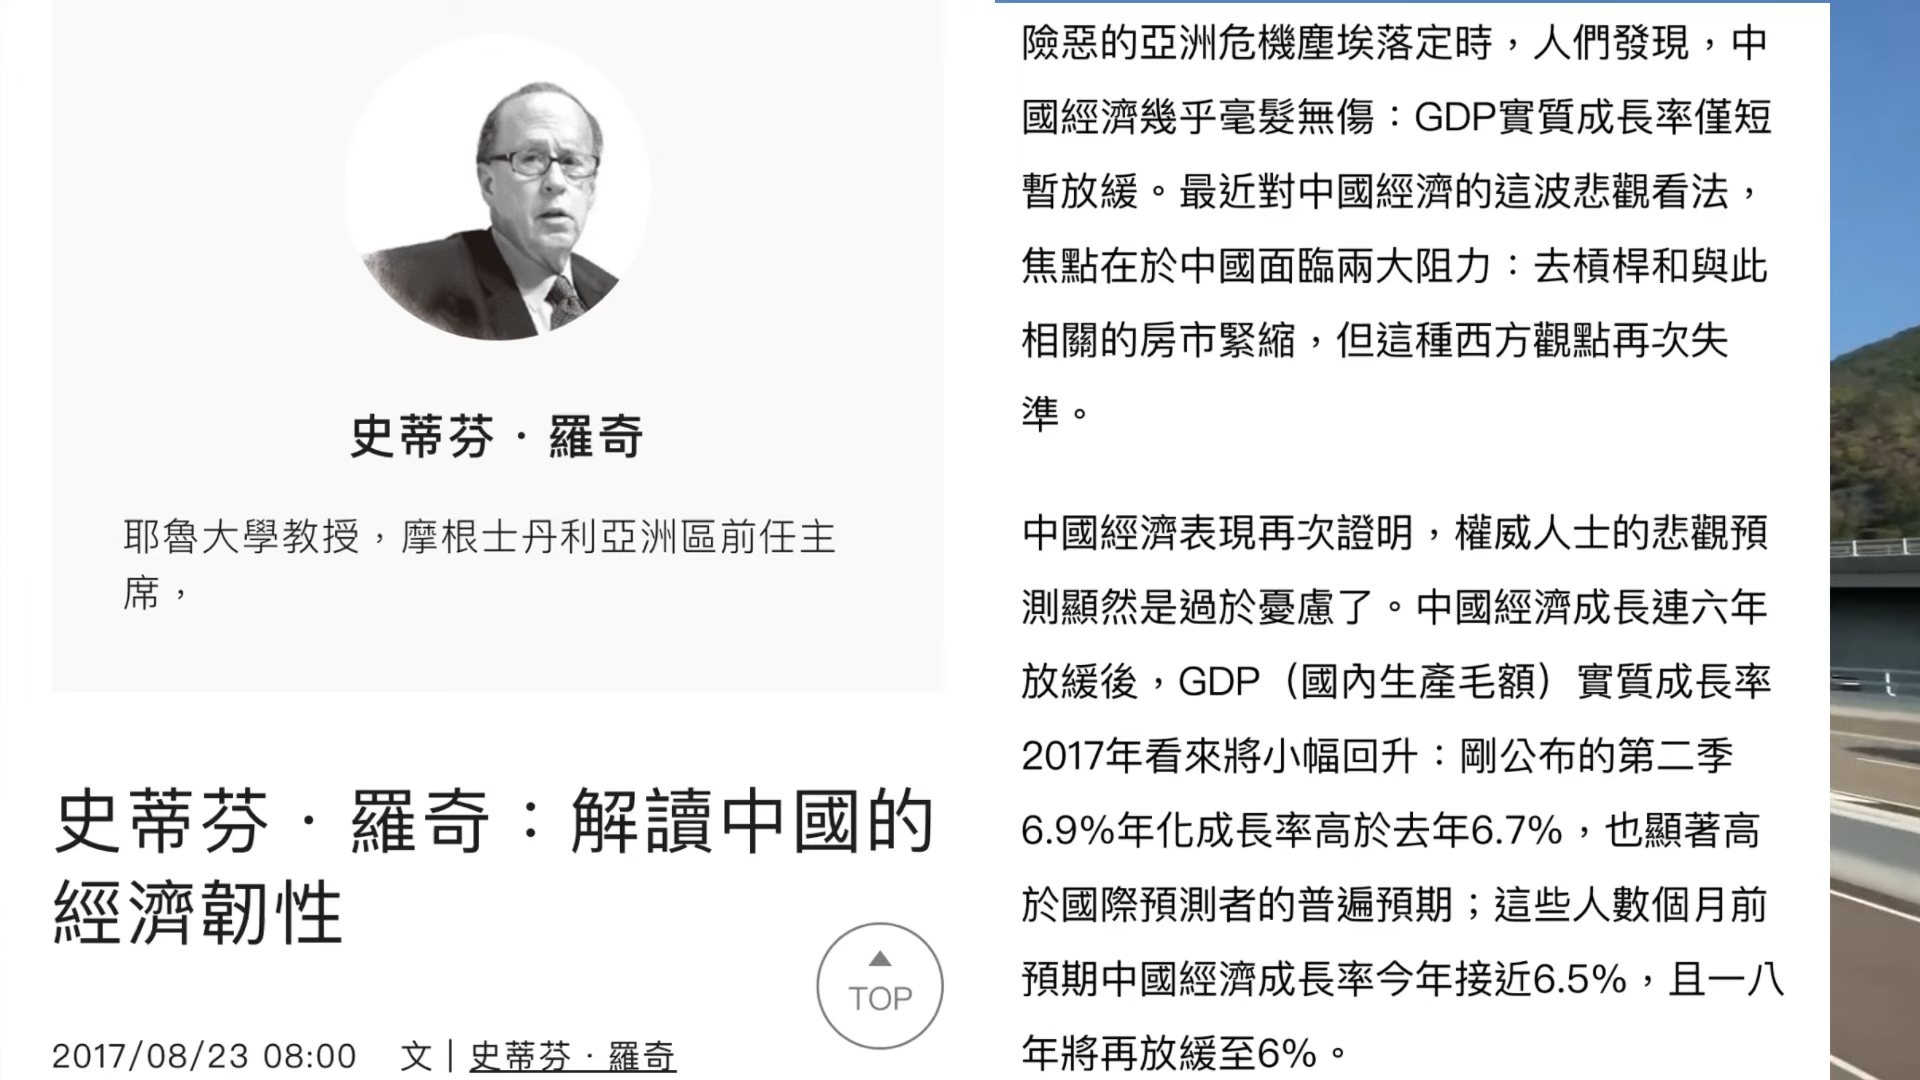 史蒂芬．羅奇
耶魯大學教授，摩根士丹利亞洲區前任主
席，
史蒂芬．羅奇：解讀中國的
經濟韌性
TOP
2017/08/23 08:00 文 | 史蒂芬．羅奇
險惡的亞洲危機塵埃落定時，人們發現，中
國經濟幾乎毫髮無傷：GDP實質成長率僅短
暫放緩。最近對中國經濟的這波悲觀看法，
焦點在於中國面臨兩大阻力：去槓桿和與此
相關的房市緊縮，但這種西方觀點再次失
準。
中國經濟表現再次證明，權威人士的悲觀預
測顯然是過於憂慮了。中國經濟成長連六年
放緩後，GDP（國內生產毛額）實質成長率
2017年看來將小幅回升：剛公布的第二季
6.9%年化成長率高於去年6.7%，也顯著高
於國際預測者的普遍預期；這些人數個月前
預期中國經濟成長率今年接近6.5%，且一八
年將再放緩至6%。